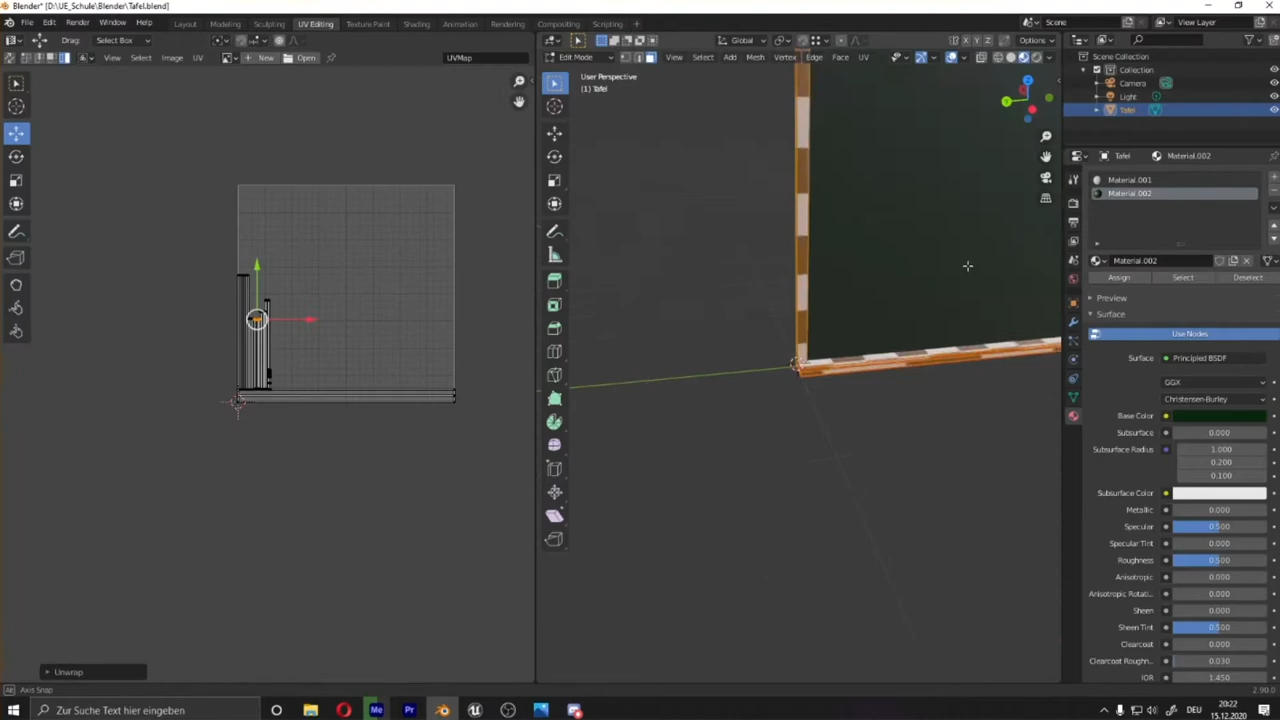 Blender* [D:\UE_Schule\Blender\Tafel.blend]
File Edit Render Window Help Layout Modeling Sculpting UV Editing Texture Paint Shading Animation Rendering Compositing Scripting + Scene View Layer
Drag: Select Box Global Options
View Select Image UV + New Open UVMap Edit Mode View Select Add Mesh Vertex Edge Face UV
Scene Collection
Collection
Camera
Light
Tafel
User Perspective
(1) Tafel
Tafel Material.002
Material.001
Material.002
Material.002
Assign Select Deselect
Preview
Surface
Use Nodes
Surface Principled BSDF
GGX
Christensen-Burley
Base Color
Subsurface 0.000
Subsurface Radius 1.000
0.200
0.100
Subsurface Color
Metallic 0.000
Specular 0.500
Specular Tint 0.000
Roughness 0.500
Anisotropic 0.000
Anisotropic Rotati.. 0.000
Sheen 0.000
Sheen Tint 0.500
Clearcoat 0.000
Clearcoat Roughn.. 0.030
IOR 1.450
Unwrap
Axis Snap 2.90.0
Zur Suche Text hier eingeben Me Pr DEU 20:22
15.12.2020